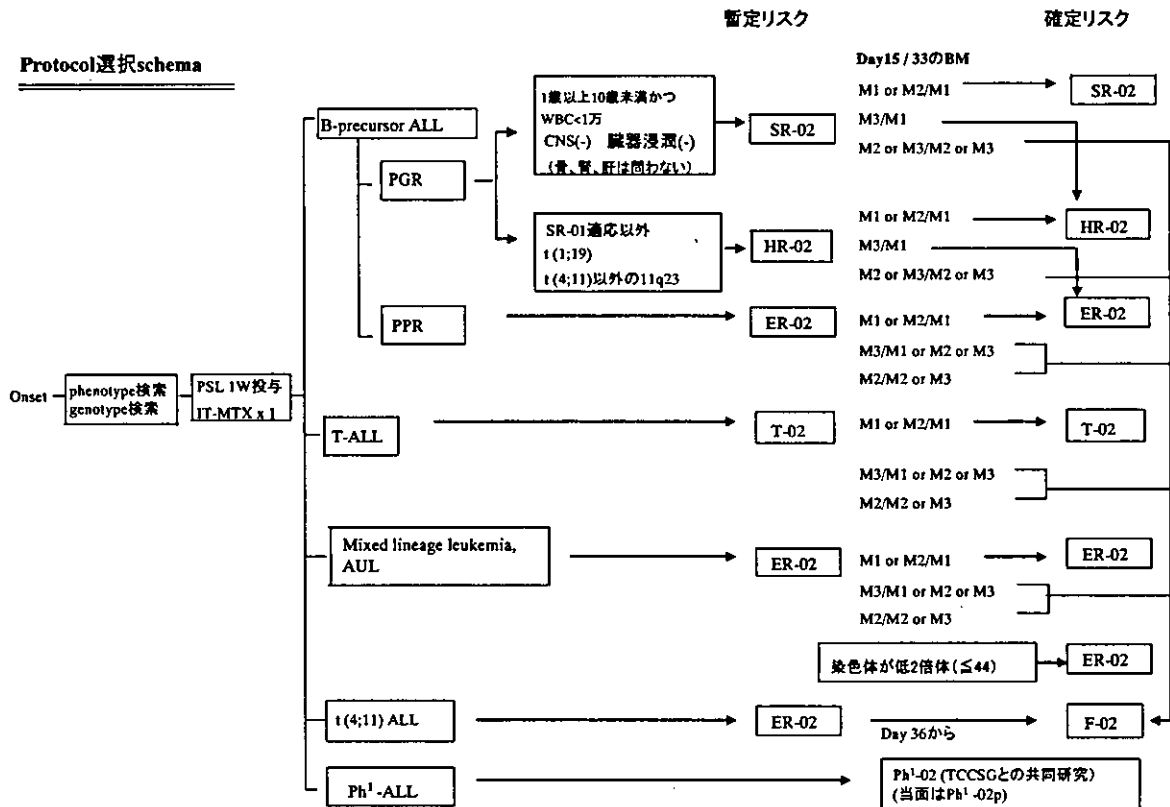 暫定リスク
確定リスク
Protocol選択schema
Day15 / 33のBM
B-precursor ALL
PGR
PPR
1歳以上10歳未満かつ
WBC<1万
CNS(-) 臓器浸潤(-)
(骨、腎、肝は問わない)
SR-02
M1 or M2/M1
SR-02
M3/M1
M2 or M3/M2 or M3
SR-01適応以外
t (1;19)
t (4;11)以外の11q23
HR-02
M1 or M2/M1
HR-02
M3/M1
M2 or M3/M2 or M3
ER-02
M1 or M2/M1
ER-02
M3/M1 or M2 or M3
M2/M2 or M3
Onset
phenotype検索
genotype検索
PSL 1W投与
IT-MTX x 1
T-ALL
T-02
M1 or M2/M1
T-02
M3/M1 or M2 or M3
M2/M2 or M3
Mixed lineage leukemia,
AUL
ER-02
M1 or M2/M1
ER-02
M3/M1 or M2 or M3
M2/M2 or M3
染色体が低2倍体(≦44)
ER-02
t (4;11) ALL
ER-02
Day 36から
F-02
Ph¹ -ALL
Ph¹-02 (TCCSGとの共同研究)
(当面はPh¹ -02p)